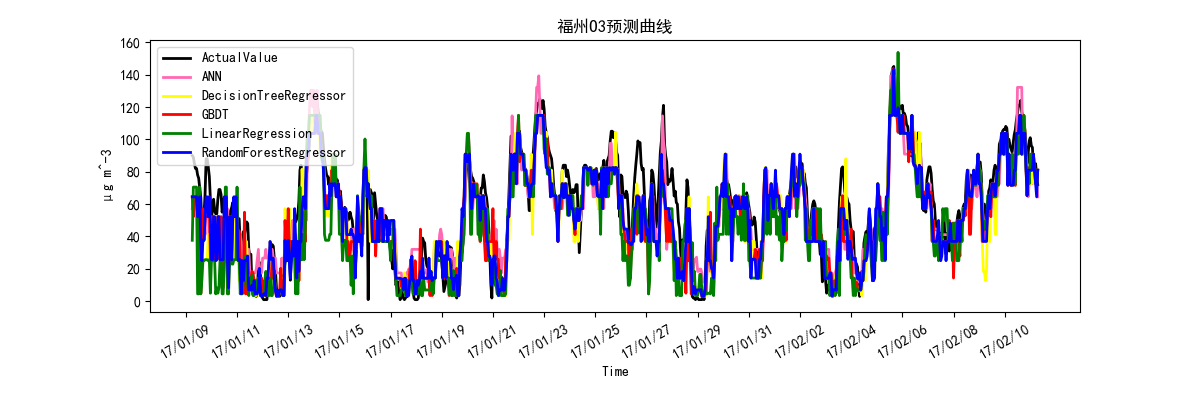 福州O3预测曲线
160
140
120
100
80
60
40
20
0
μg m^-3
ActualValue
ANN
DecisionTreeRegressor
GBDT
LinearRegression
RandomForestRegressor
17/01/09
17/01/11
17/01/13
17/01/15
17/01/17
17/01/19
17/01/21
17/01/23
17/01/25
17/01/27
17/01/29
17/01/31
17/02/02
17/02/04
17/02/06
17/02/08
17/02/10
Time